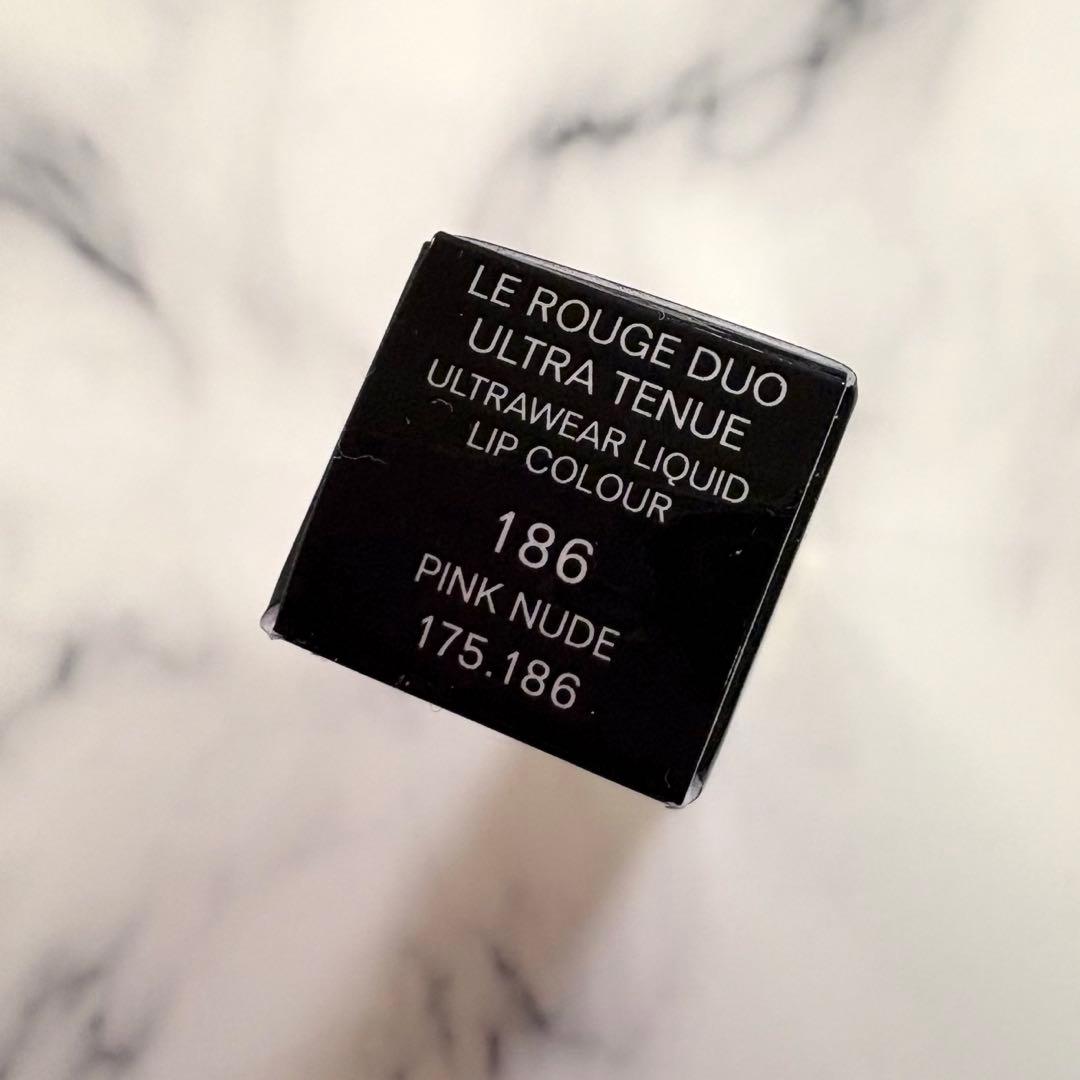 LE ROUGE DUO
ULTRA TENUE
ULTRAWEAR LIQUID
LIP COLOUR
186
PINK NUDE
175.186